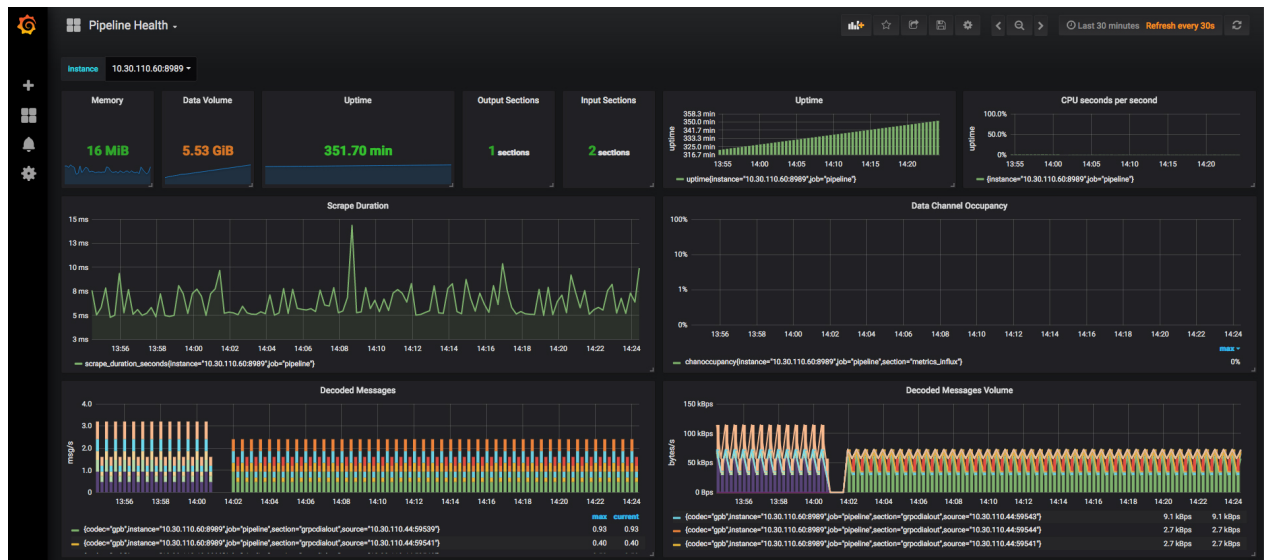 Pipeline Health
Last 30 minutes Refresh every 30s
Instance 10.30.110.60:8989
Memory
16 MiB
Data Volume
5.53 GiB
Uptime
351.70 min
Output Sections
1 sections
Input Sections
2 sections
Uptime
uptime
358.3 min
350.0 min
341.7 min
333.3 min
325.0 min
316.7 min
13:55 14:00 14:05 14:10 14:15 14:20
uptime{instance="10.30.110.60:8989",job="pipeline"}
CPU seconds per second
uptime
100.0%
50.0%
0%
13:55 14:00 14:05 14:10 14:15 14:20
{instance="10.30.110.60:8989",job="pipeline"}
Scrape Duration
15 ms
13 ms
10 ms
8 ms
5 ms
3 ms
13:56 13:58 14:00 14:02 14:04 14:06 14:08 14:10 14:12 14:14 14:16 14:18 14:20 14:22 14:24
scrape_duration_seconds{instance="10.30.110.60:8989",job="pipeline"}
Data Channel Occupancy
100%
10%
1%
0%
13:56 13:58 14:00 14:02 14:04 14:06 14:08 14:10 14:12 14:14 14:16 14:18 14:20 14:22 14:24
max
chanoccupancy{instance="10.30.110.60:8989",job="pipeline",section="metrics_influx"} 0%
Decoded Messages
msg/s
4.0
3.0
2.0
1.0
0
13:56 13:58 14:00 14:02 14:04 14:06 14:08 14:10 14:12 14:14 14:16 14:18 14:20 14:22 14:24
max current
{codec="gpb",instance="10.30.110.60:8989",job="pipeline",section="grpcdialout",source="10.30.110.44:59539"} 0.93 0.93
{codec="gpb",instance="10.30.110.60:8989",job="pipeline",section="grpcdialout",source="10.30.110.44:59541"} 0.40 0.40
Decoded Messages Volume
bytes/s
150 kBps
100 kBps
50 kBps
0 Bps
13:56 13:58 14:00 14:02 14:04 14:06 14:08 14:10 14:12 14:14 14:16 14:18 14:20 14:22 14:24
{codec="gpb",instance="10.30.110.60:8989",job="pipeline",section="grpcdialout",source="10.30.110.44:59543"} 9.1 kBps 9.1 kBps
{codec="gpb",instance="10.30.110.60:8989",job="pipeline",section="grpcdialout",source="10.30.110.44:59544"} 2.7 kBps 2.7 kBps
{codec="gpb",instance="10.30.110.60:8989",job="pipeline",section="grpcdialout",source="10.30.110.44:59541"} 2.7 kBps 2.7 kBps